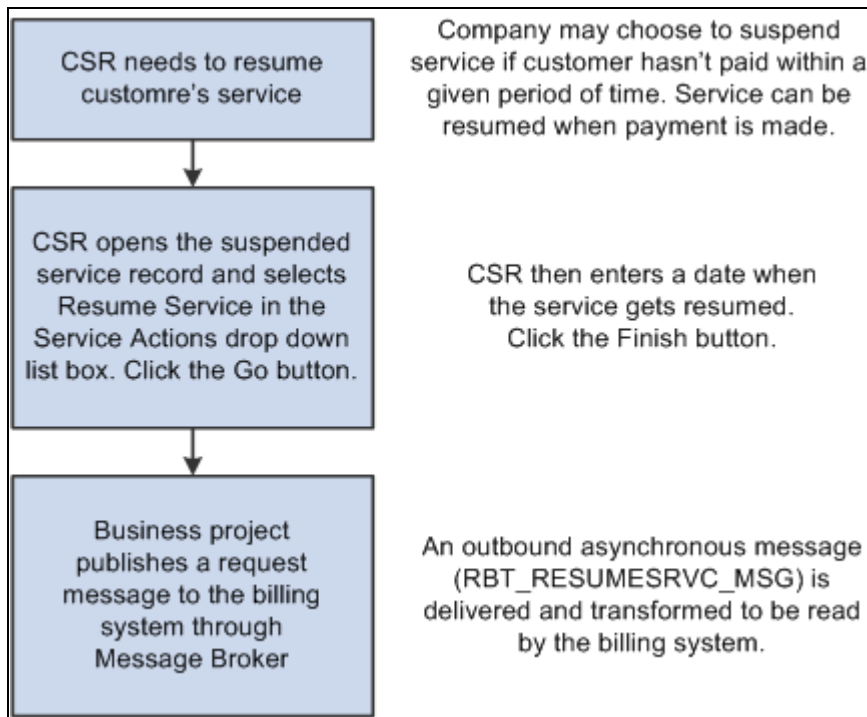 CSR needs to resume
customre's service
Company may choose to suspend
service if customer hasn't paid within a
given period of time. Service can be
resumed when payment is made.
CSR opens the suspended
service record and selects
Resume Service in the
Service Actions drop down
list box. Click the Go button.
CSR then enters a date when
the service gets resumed.
Click the Finish button.
Business project
publishes a request
message to the billing
system through
Message Broker
An outbound asynchronous message
(RBT_RESUMESRVC_MSG) is
delivered and transformed to be read
by the billing system.